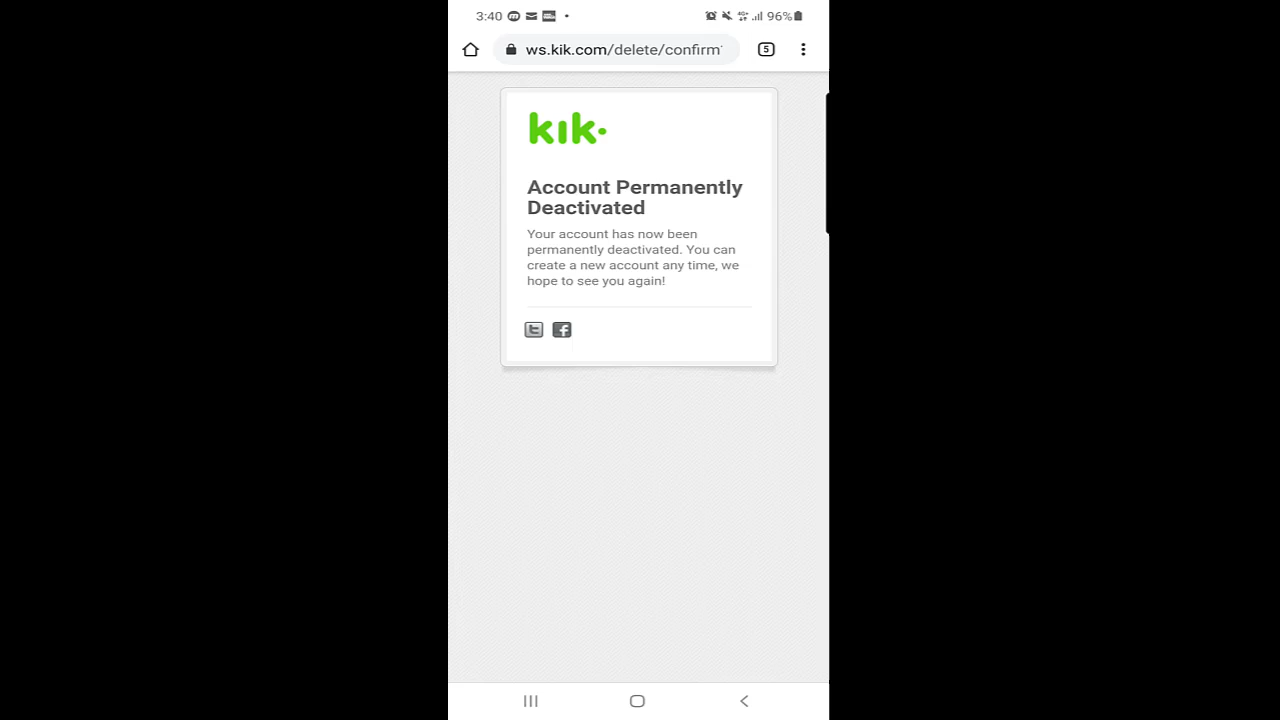 3:40 96%
ws.kik.com/delete/confirm
5
kik
Account Permanently
Deactivated
Your account has now been
permanently deactivated. You can
create a new account any time, we
hope to see you again!